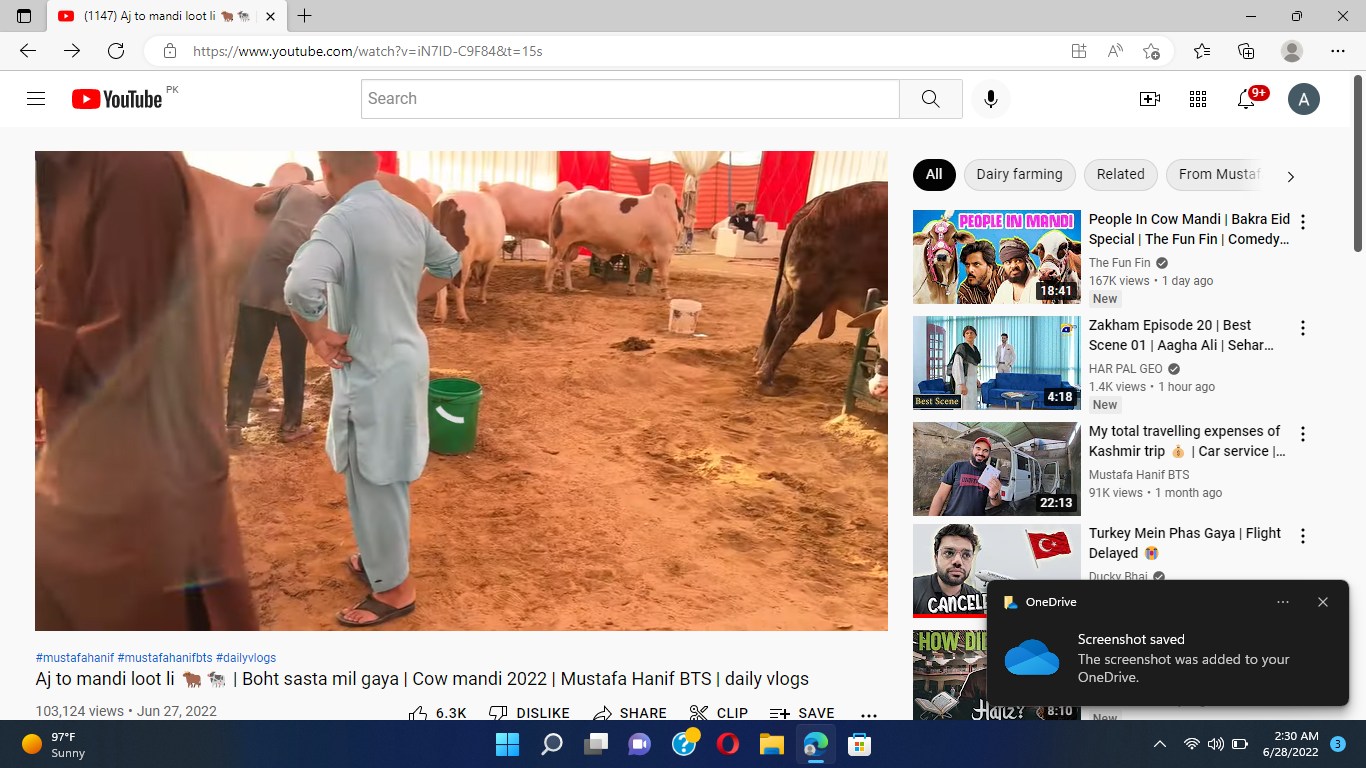 (1147) Aj to mandi loot li 🐂🐄
https://www.youtube.com/watch?v=iN7ID-C9F84&t=15s
YouTube PK
Search
9+
A
All
Dairy farming
Related
From Mustaf
PEOPLE IN MANDI
18:41
People In Cow Mandi | Bakra Eid
Special | The Fun Fin | Comedy...
The Fun Fin
167K views • 1 day ago
New
Best Scene
4:18
Zakham Episode 20 | Best
Scene 01 | Aagha Ali | Sehar...
HAR PAL GEO
1.4K views • 1 hour ago
New
22:13
My total travelling expenses of
Kashmir trip 💰 | Car service |...
Mustafa Hanif BTS
91K views • 1 month ago
CANCEL
Turkey Mein Phas Gaya | Flight
Delayed 😭
Ducky Bhai
HOW DI
8:10
New
OneDrive
Screenshot saved
The screenshot was added to your
OneDrive.
#mustafahanif #mustafahanifbts #dailyvlogs
Aj to mandi loot li 🐂🐄 | Boht sasta mil gaya | Cow mandi 2022 | Mustafa Hanif BTS | daily vlogs
103,124 views • Jun 27, 2022
6.3K
DISLIKE
SHARE
CLIP
SAVE
97°F
Sunny
2:30 AM
6/28/2022
3